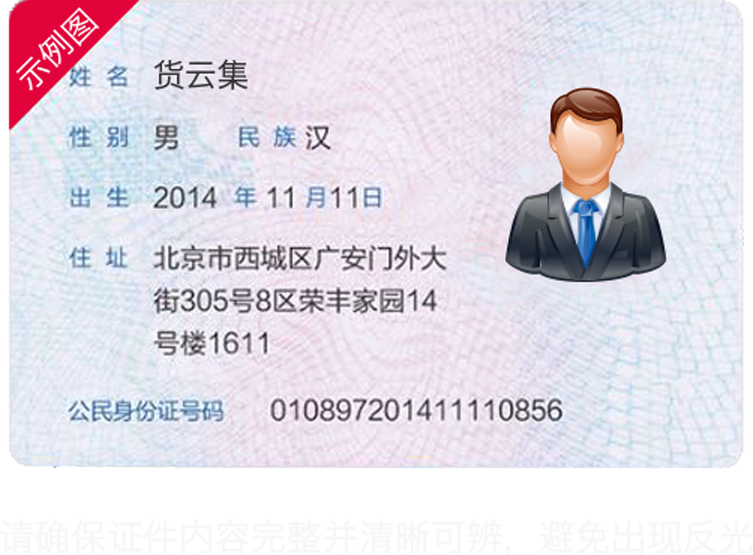 示例图
姓 名 货云集
性 别 男 民 族 汉
出 生 2014 年 11 月11日
住 址 北京市西城区广安门外大
街305号8区荣丰家园14
号楼1611
公民身份证号码 010897201411110856
请确保证件内容完整并清晰可辨，避免出现反光